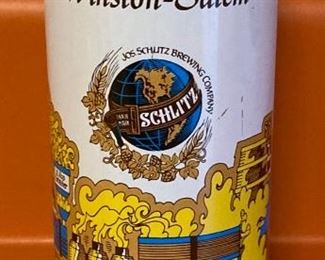 Winston-Salem
JOS SCHLITZ BREWING COMPANY
SCHLITZ